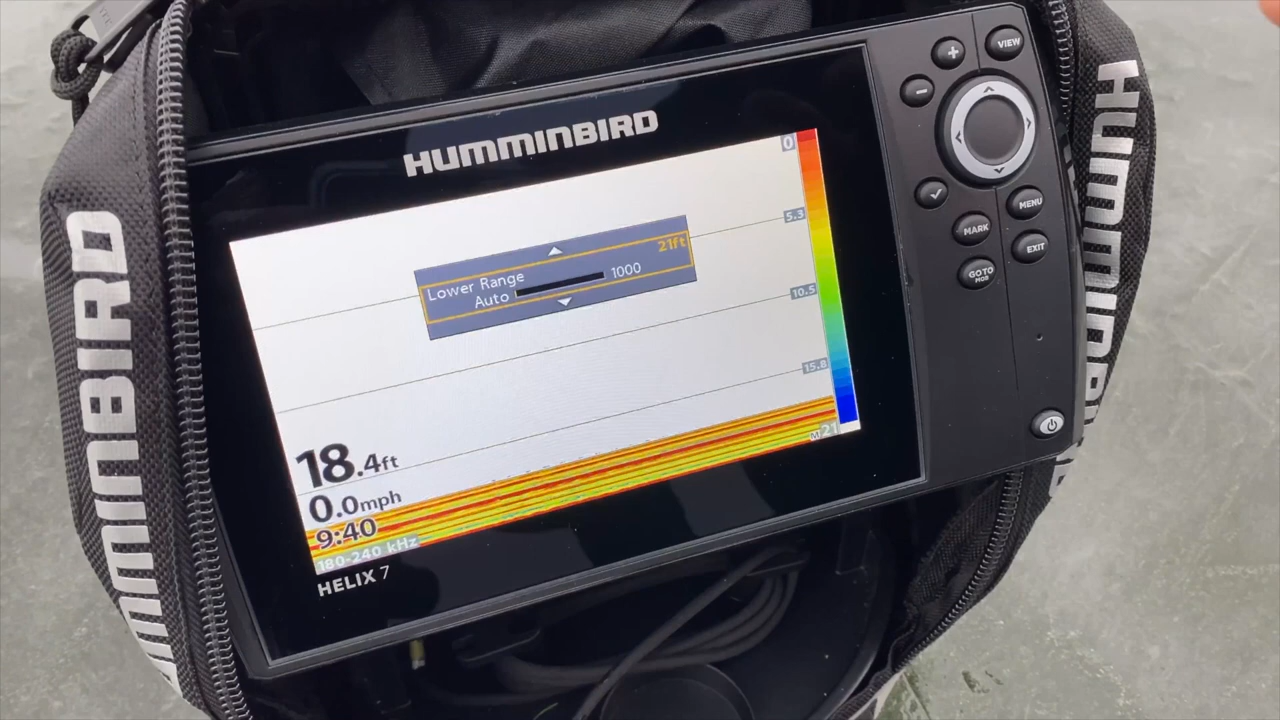 HUMMINBIRD
0
5.3
10.5
15.8
M 21
Lower Range
21ft
Auto
1000
18.4ft
0.0mph
9:40
180-240 kHz
HELIX 7
+
VIEW
-
MENU
MARK
EXIT
GOTO
MOB
HUMMINBIRD
HUMMINBIRD